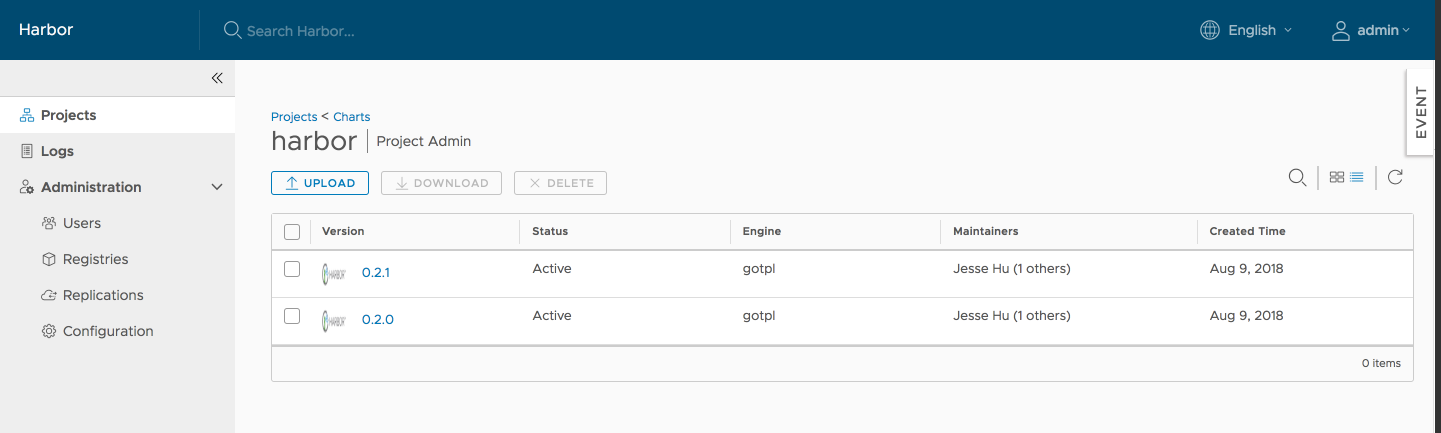 Harbor
Search Harbor...
English
admin
EVENT
Projects
Logs
Administration
Users
Registries
Replications
Configuration
Projects < Charts
harbor Project Admin
UPLOAD DOWNLOAD DELETE
Version Status Engine Maintainers Created Time
HARBOR 0.2.1 Active gotpl Jesse Hu (1 others) Aug 9, 2018
HARBOR 0.2.0 Active gotpl Jesse Hu (1 others) Aug 9, 2018
0 items